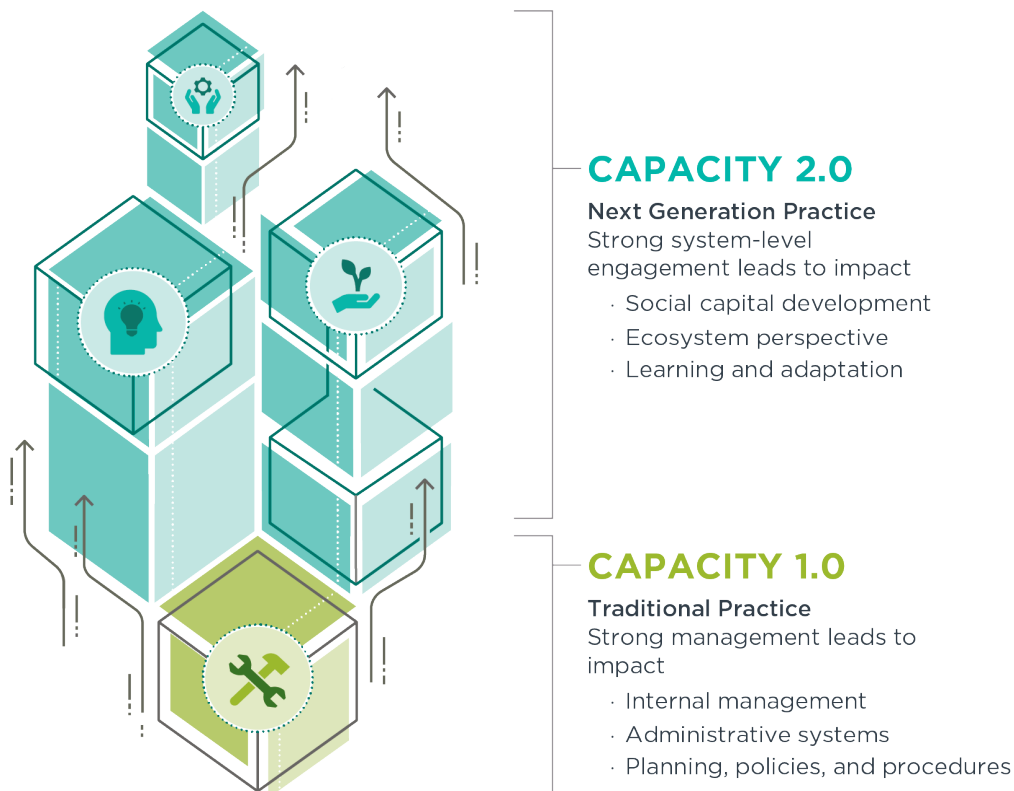 CAPACITY 2.0
Next Generation Practice
Strong system-level
engagement leads to impact
· Social capital development
· Ecosystem perspective
· Learning and adaptation
CAPACITY 1.0
Traditional Practice
Strong management leads to
impact
· Internal management
· Administrative systems
· Planning, policies, and procedures